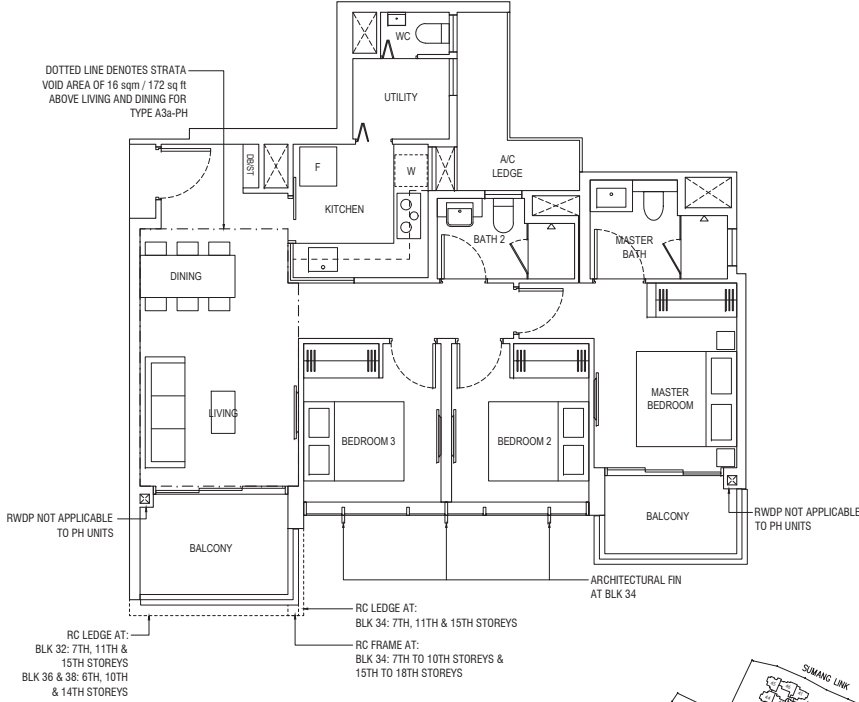 WC
DOTTED LINE DENOTES STRATA
VOID AREA OF 16 sqm / 172 sq ft
ABOVE LIVING AND DINING FOR
TYPE A3a-PH
UTILITY
DB/ST
F
W
A/C
LEDGE
KITCHEN
BATH 2
MASTER
BATH
DINING
LIVING
BEDROOM 3
BEDROOM 2
MASTER
BEDROOM
RWDP NOT APPLICABLE
TO PH UNITS
BALCONY
BALCONY
RWDP NOT APPLICABLE
TO PH UNITS
ARCHITECTURAL FIN
AT BLK 34
RC LEDGE AT:
BLK 34: 7TH, 11TH & 15TH STOREYS
RC FRAME AT:
BLK 34: 7TH TO 10TH STOREYS &
15TH TO 18TH STOREYS
RC LEDGE AT:
BLK 32: 7TH, 11TH &
15TH STOREYS
BLK 36 & 38: 6TH, 10TH
& 14TH STOREYS
SUMANG LINK